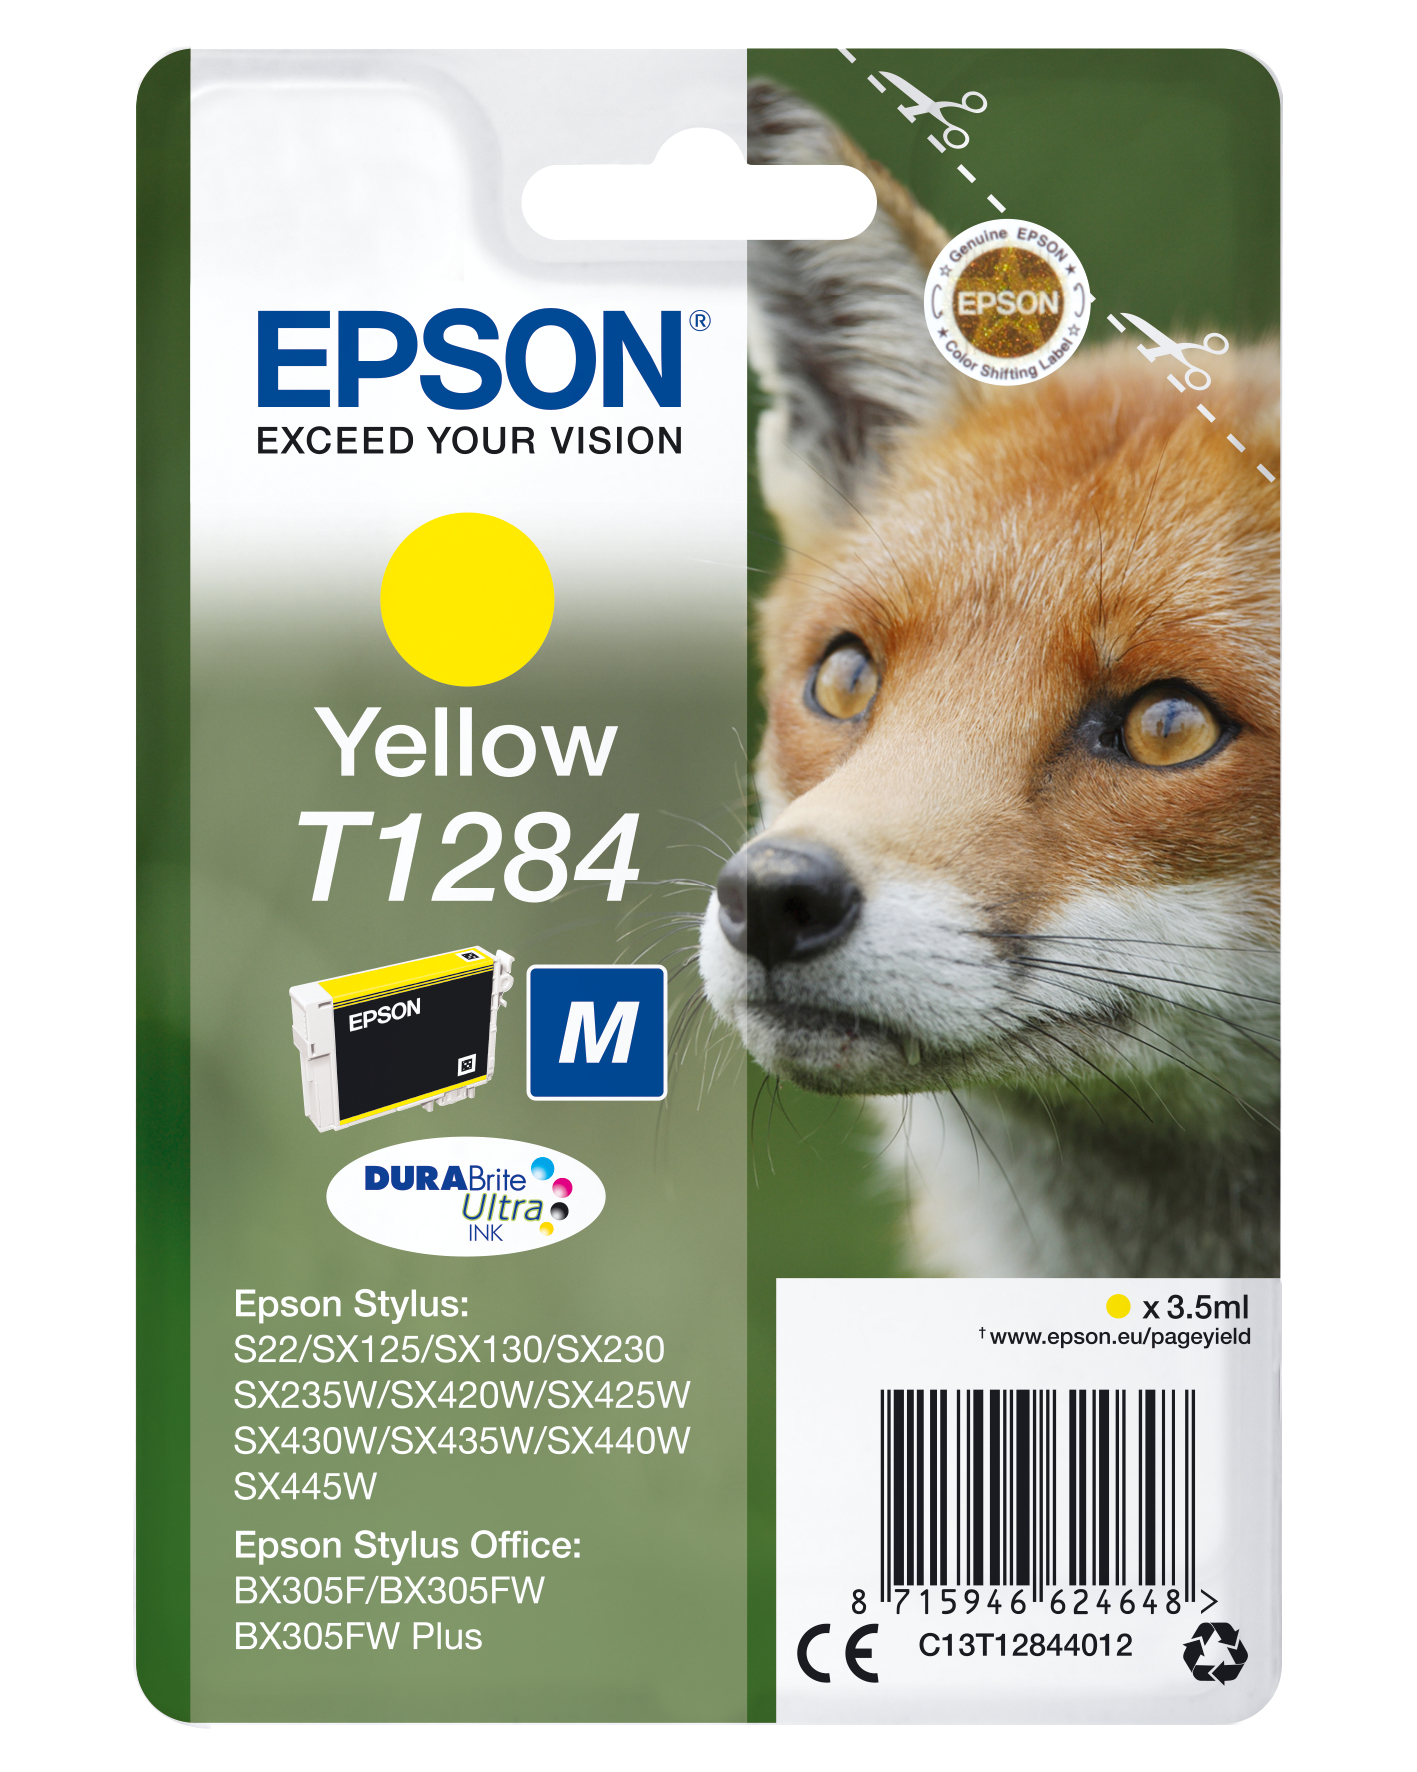 EPSON®
EXCEED YOUR VISION
Genuine EPSON
EPSON
Color Shifting Label
Yellow
T1284
EPSON
M
DURABrite
Ultra
INK
Epson Stylus:
S22/SX125/SX130/SX230
SX235W/SX420W/SX425W
SX430W/SX435W/SX440W
SX445W
Epson Stylus Office:
BX305F/BX305FW
BX305FW Plus
x 3.5ml
†www.epson.eu/pageyield
8 715946 624648 >
CE
C13T12844012